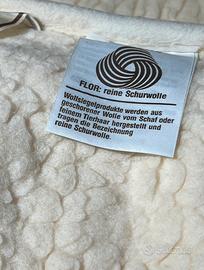 FLOR: reine Schurwolle
Wollsiegelprodukte werden aus
geschorener Wolle vom Schaf oder
feinem Tierhaar hergestellt und
tragen die Bezeichnung
reine Schurwolle.